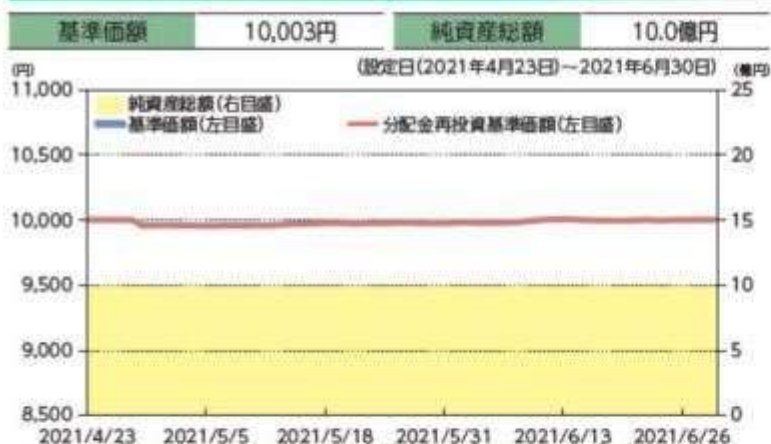 基準価額 10,003円 純資産総額 10.0億円
(円) (設定日(2021年4月23日)～2021年6月30日) (億円)
11,000 25
純資産総額(右目盛)
基準価額(左目盛) 分配金再投資基準価額(左目盛)
10,500 20
10,000 15
9,500 10
9,000 5
8,500 0
2021/4/23 2021/5/5 2021/5/18 2021/5/31 2021/6/13 2021/6/26